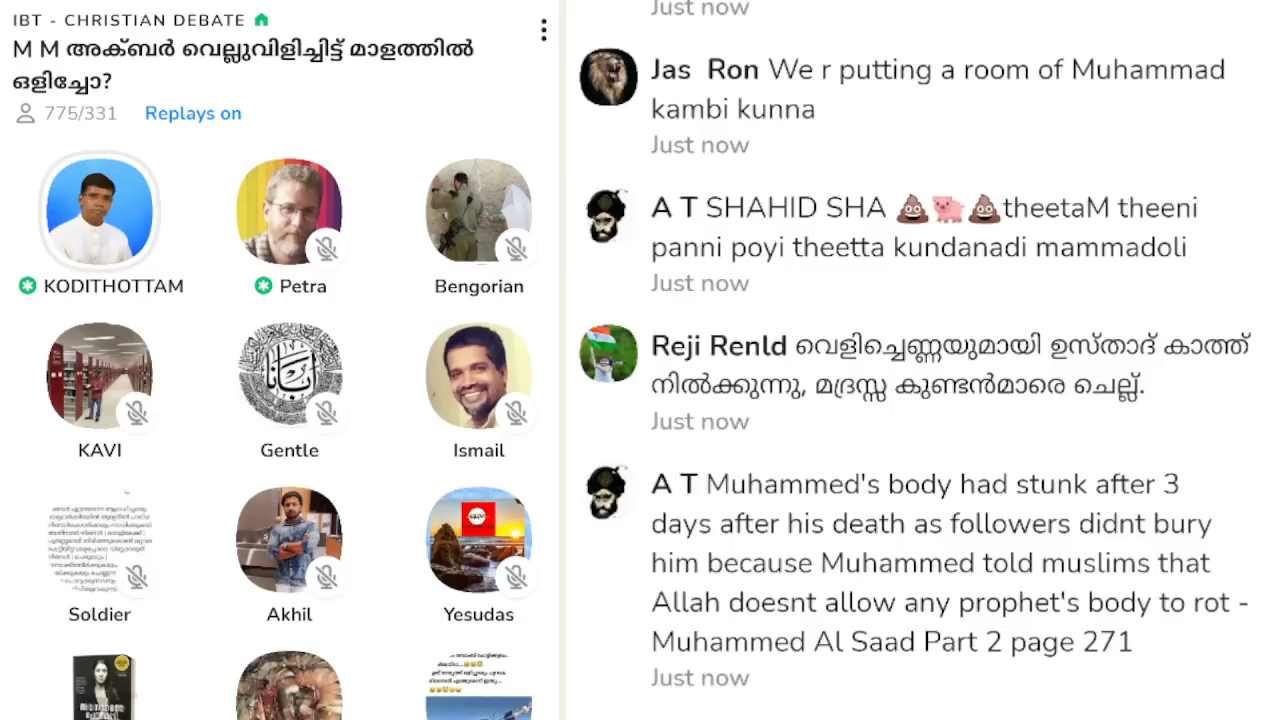 IBT - CHRISTIAN DEBATE
M M അക്ബർ വെല്ലുവിളിച്ചിട്ട് മാളത്തിൽ
ഒളിച്ചോ?
775/331 Replays on
KODITHOTTAM
Petra
Bengorian
KAVI
Gentle
Ismail
Soldier
Akhil
Yesudas
Just now
Jas Ron We r putting a room of Muhammad
kambi kunna
Just now
A T SHAHID SHA 💩🐷💩theetaM theeni
panni poyi theetta kundanadi mammadoli
Just now
Reji Renld വെളിച്ചെണ്ണയുമായി ഉസ്താദ് കാത്ത്
നിൽക്കുന്നു, മദ്രസ്സ കുണ്ടൻമാരെ ചെല്ല്.
Just now
A T Muhammed's body had stunk after 3
days after his death as followers didnt bury
him because Muhammed told muslims that
Allah doesnt allow any prophet's body to rot -
Muhammed Al Saad Part 2 page 271
Just now